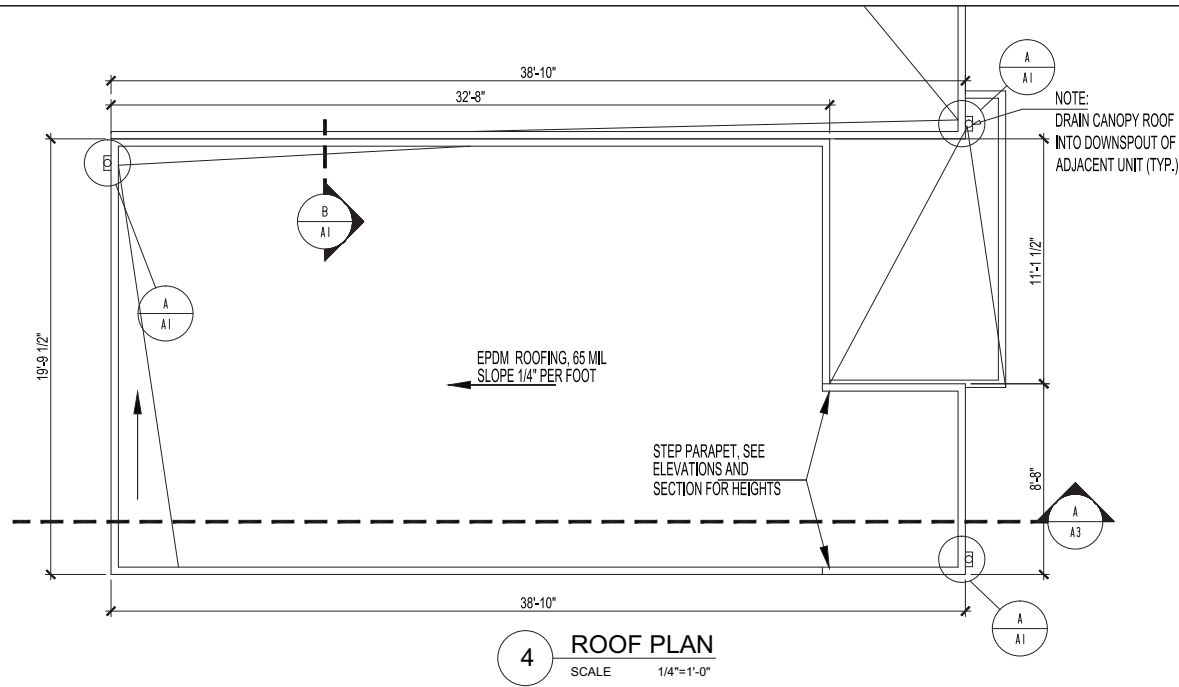 38'-10"
32'-8"
A
A1
NOTE:
DRAIN CANOPY ROOF
INTO DOWNSPOUT OF
ADJACENT UNIT (TYP.)
B
A1
A
A1
19'-9 1/2"
11'-1 1/2"
EPDM ROOFING, 65 MIL
SLOPE 1/4" PER FOOT
STEP PARAPET, SEE
ELEVATIONS AND
SECTION FOR HEIGHTS
8'-8"
A
A3
38'-10"
A
A1
4
ROOF PLAN
SCALE 1/4"=1'-0"